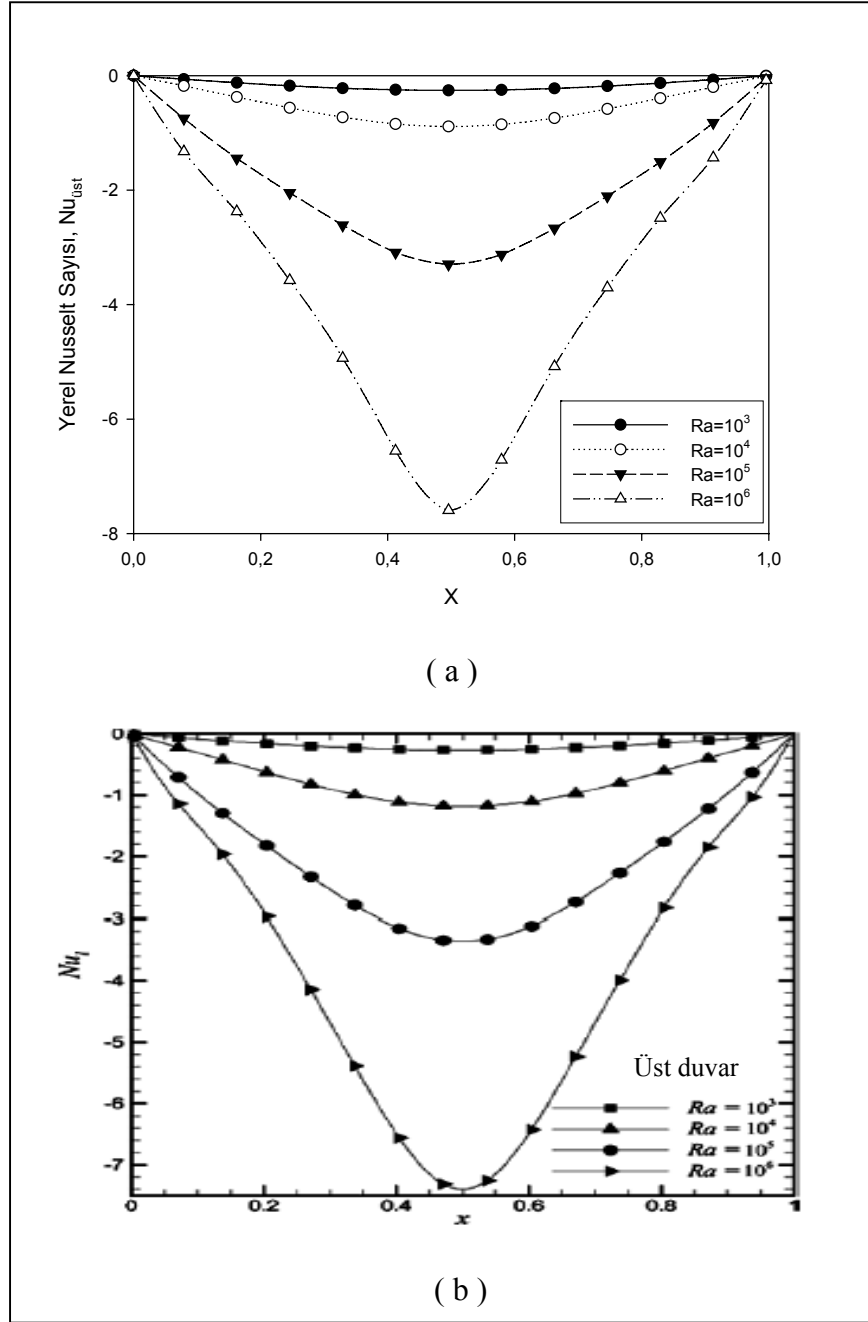 0
-2
-4
-6
-8
Yerel Nusselt Sayısı, Nuüst
Ra=10³
Ra=10⁴
Ra=10⁵
Ra=10⁶
0,0 0,2 0,4 0,6 0,8 1,0
X
( a )
0
-1
-2
-3
-4
-5
-6
-7
Nuₗ
Üst duvar
Ra = 10³
Ra = 10⁴
Ra = 10⁵
Ra = 10⁶
0 0.2 0.4 0.6 0.8 1
x
( b )